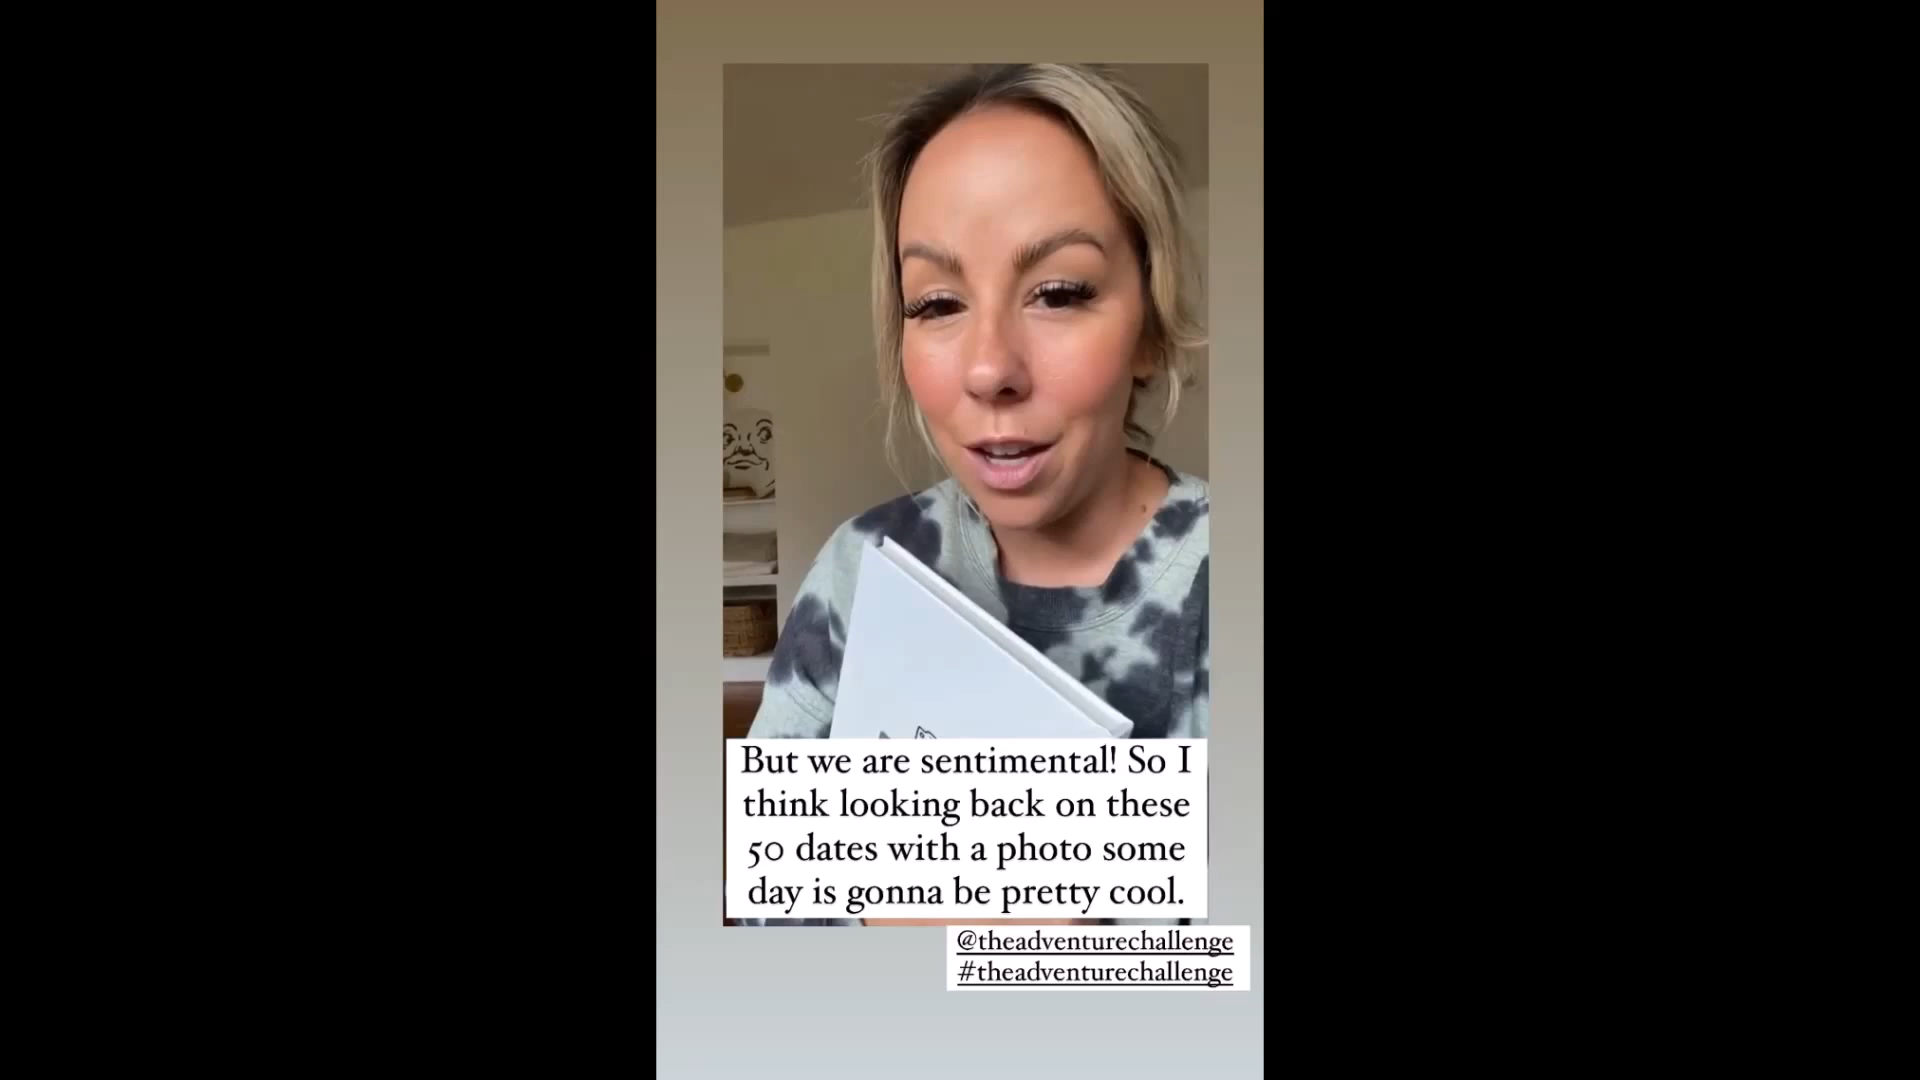 But we are sentimental! So I
think looking back on these
50 dates with a photo some
day is gonna be pretty cool.
@theadventurechallenge
#theadventurechallenge